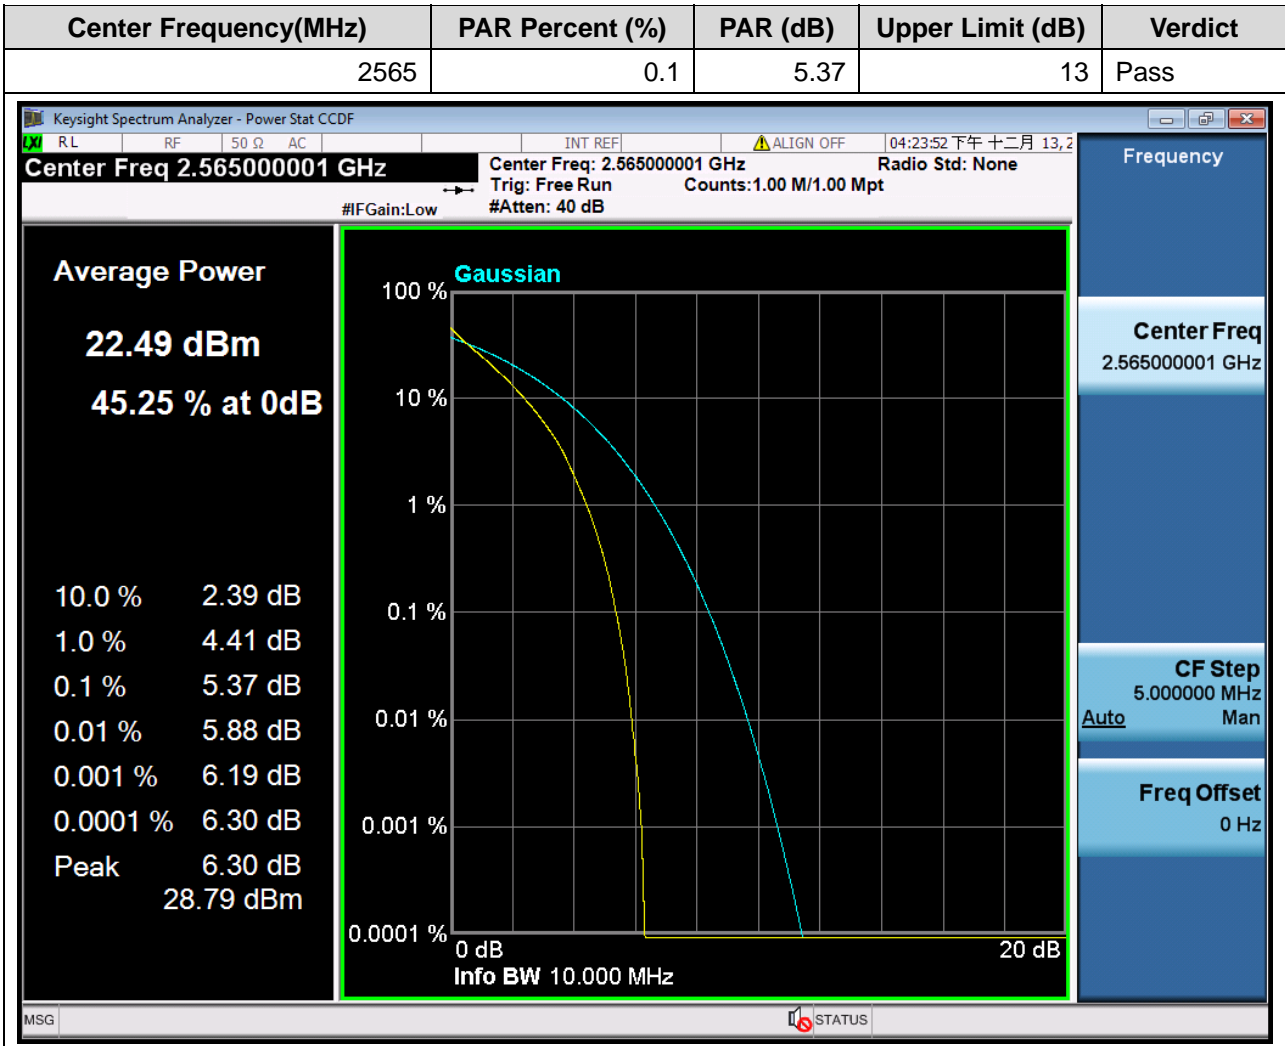 Center Frequency(MHz) PAR Percent (%) PAR (dB) Upper Limit (dB) Verdict
2565 0.1 5.37 13 Pass
Keysight Spectrum Analyzer - Power Stat CCDF
LXI RL RF 50 Ω AC INT REF ALIGN OFF 04:23:52 下午 十二月 13, 2
Center Freq 2.565000001 GHz
Center Freq: 2.565000001 GHz Radio Std: None
Trig: Free Run Counts:1.00 M/1.00 Mpt
#IFGain:Low #Atten: 40 dB
Average Power
22.49 dBm
45.25 % at 0dB
10.0 % 2.39 dB
1.0 % 4.41 dB
0.1 % 5.37 dB
0.01 % 5.88 dB
0.001 % 6.19 dB
0.0001 % 6.30 dB
Peak 6.30 dB
28.79 dBm
Gaussian
100 %
10 %
1 %
0.1 %
0.01 %
0.001 %
0.0001 %
0 dB 20 dB
Info BW 10.000 MHz
Frequency
Center Freq
2.565000001 GHz
CF Step
5.000000 MHz
Auto Man
Freq Offset
0 Hz
MSG STATUS